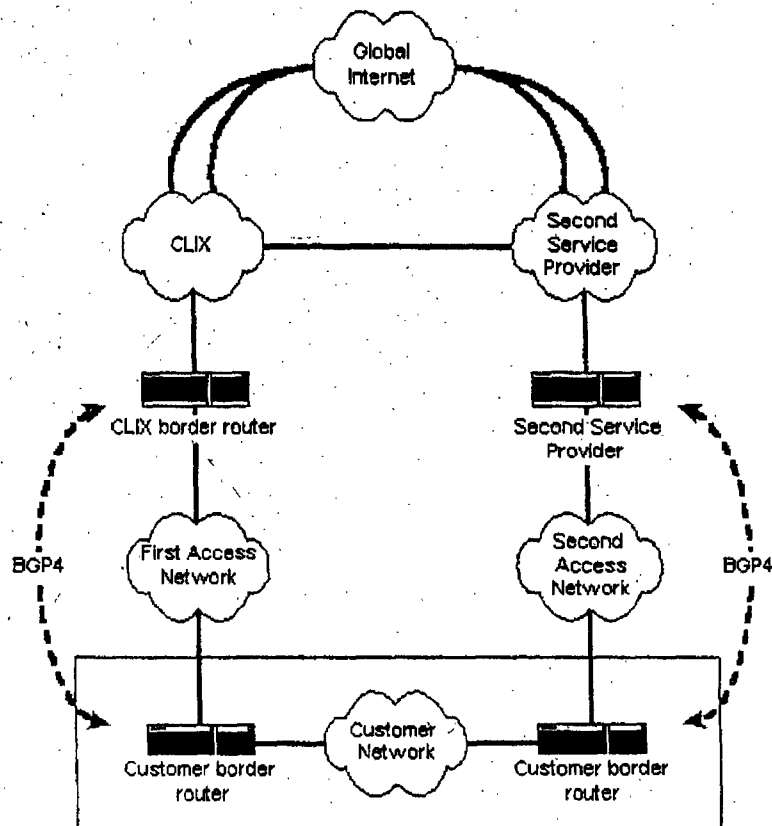 Global
Internet
CLIX
Second
Service
Provider
CLIX border router
Second Service
Provider
BGP4
First Access
Network
Second
Access
Network
BGP4
Customer
Network
Customer border
router
Customer border
router